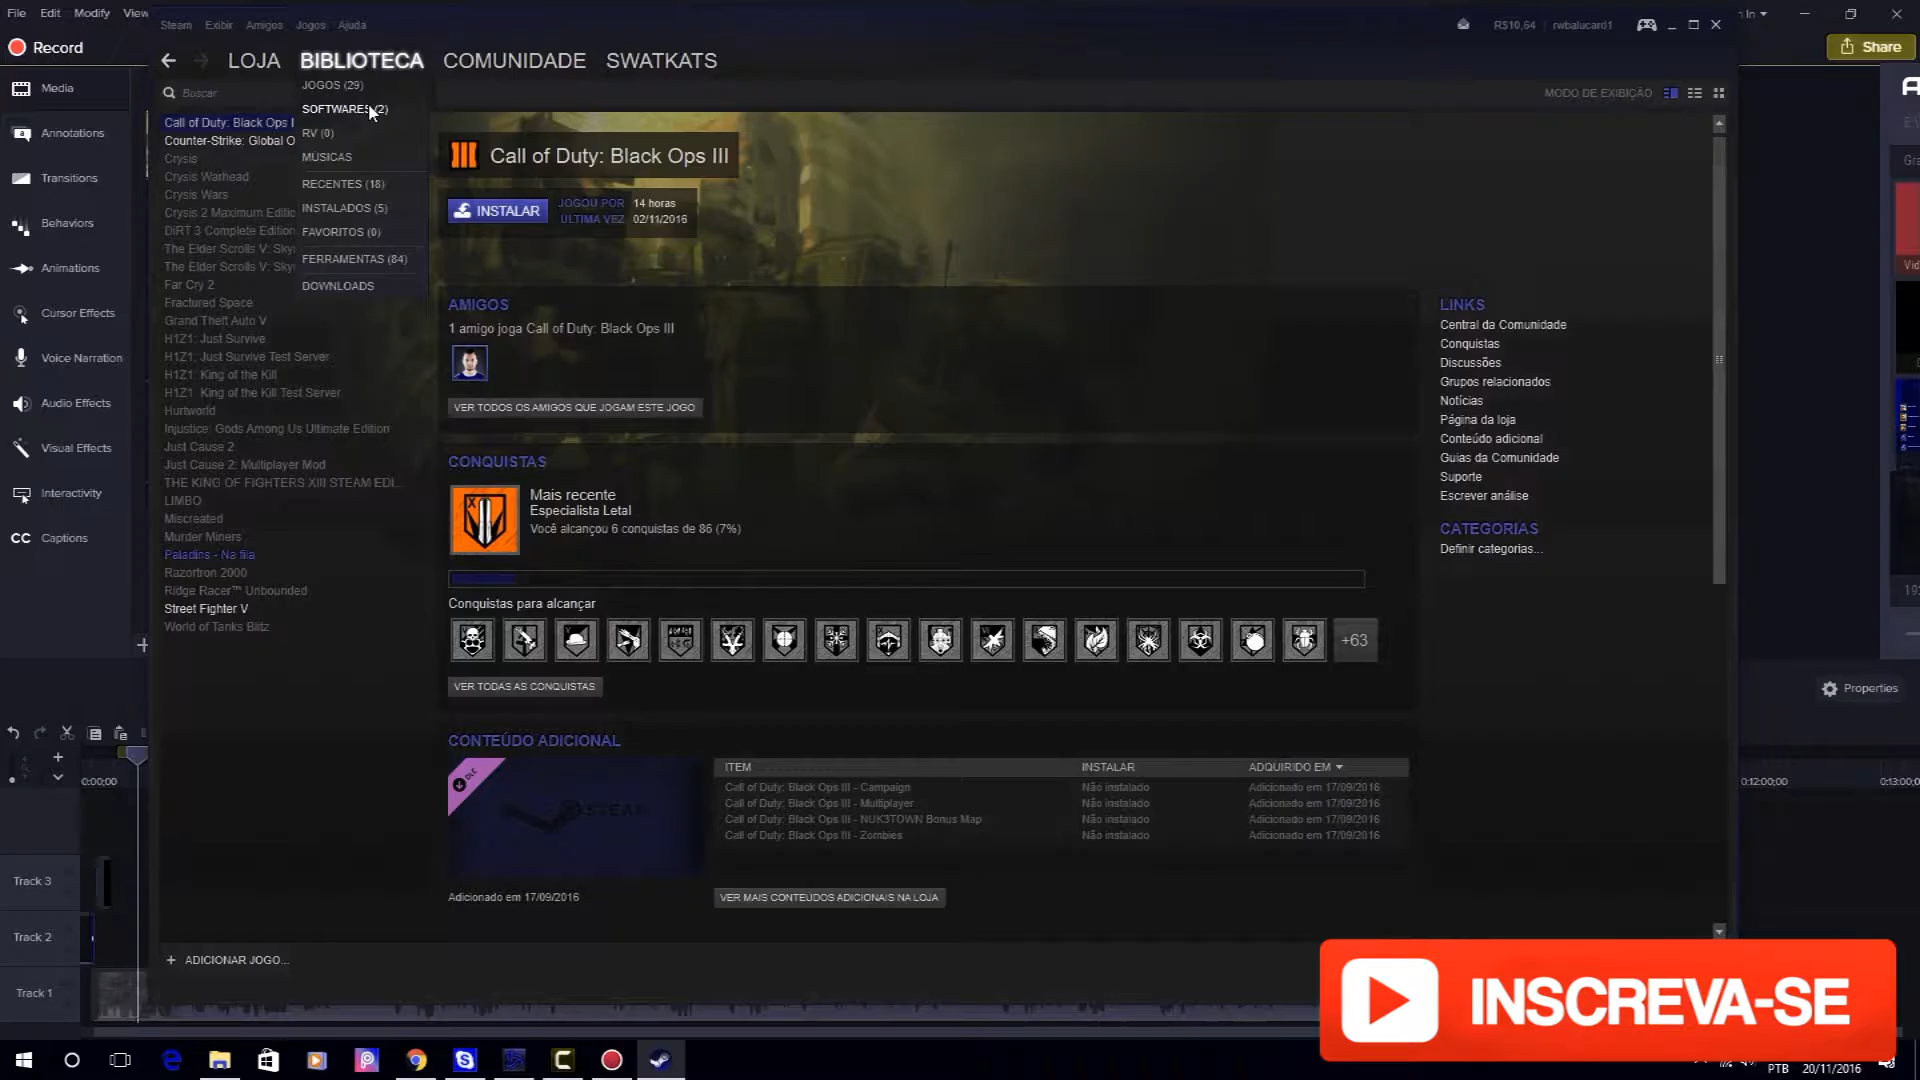 File Edit Modify View
Steam Exibir Amigos Jogos Ajuda
R$10,64 rwbalucard1
Record
Share
LOJA BIBLIOTECA COMUNIDADE SWATKATS
Buscar
MODO DE EXIBIÇÃO
JOGOS (29)
SOFTWARES (2)
RV (0)
MÚSICAS
RECENTES (18)
INSTALADOS (5)
FAVORITOS (0)
FERRAMENTAS (84)
DOWNLOADS
Media
Annotations
Transitions
Behaviors
Animations
Cursor Effects
Voice Narration
Audio Effects
Visual Effects
Interactivity
CC Captions
Call of Duty: Black Ops I
Counter-Strike: Global O
Crysis
Crysis Warhead
Crysis Wars
Crysis 2 Maximum Editic
DiRT 3 Complete Edition
The Elder Scrolls V: Sky
The Elder Scrolls V: Sky
Far Cry 2
Fractured Space
Grand Theft Auto V
H1Z1: Just Survive
H1Z1: Just Survive Test Server
H1Z1: King of the Kill
H1Z1: King of the Kill Test Server
Hurtworld
Injustice: Gods Among Us Ultimate Edition
Just Cause 2
Just Cause 2: Multiplayer Mod
THE KING OF FIGHTERS XIII STEAM EDI...
LIMBO
Miscreated
Murder Miners
Paladins - Na fila
Razortron 2000
Ridge Racer™ Unbounded
Street Fighter V
World of Tanks Blitz
Call of Duty: Black Ops III
INSTALAR
JOGOU POR 14 horas
ÚLTIMA VEZ 02/11/2016
AMIGOS
1 amigo joga Call of Duty: Black Ops III
VER TODOS OS AMIGOS QUE JOGAM ESTE JOGO
CONQUISTAS
Mais recente
Especialista Letal
Você alcançou 6 conquistas de 86 (7%)
Conquistas para alcançar
+63
VER TODAS AS CONQUISTAS
CONTEÚDO ADICIONAL
DLC
STEAM
Adicionado em 17/09/2016
ITEM INSTALAR ADQUIRIDO EM
Call of Duty: Black Ops III - Campaign Não instalado Adicionado em 17/09/2016
Call of Duty: Black Ops III - Multiplayer Não instalado Adicionado em 17/09/2016
Call of Duty: Black Ops III - NUK3TOWN Bonus Map Não instalado Adicionado em 17/09/2016
Call of Duty: Black Ops III - Zombies Não instalado Adicionado em 17/09/2016
VER MAIS CONTEÚDOS ADICIONAIS NA LOJA
LINKS
Central da Comunidade
Conquistas
Discussões
Grupos relacionados
Notícias
Página da loja
Conteúdo adicional
Guias da Comunidade
Suporte
Escrever análise
CATEGORIAS
Definir categorias...
Properties
0:00;00
0:12:00;00
0:13:00;0
Track 3
Track 2
Track 1
+ ADICIONAR JOGO...
INSCREVA-SE
PTB 20/11/2016